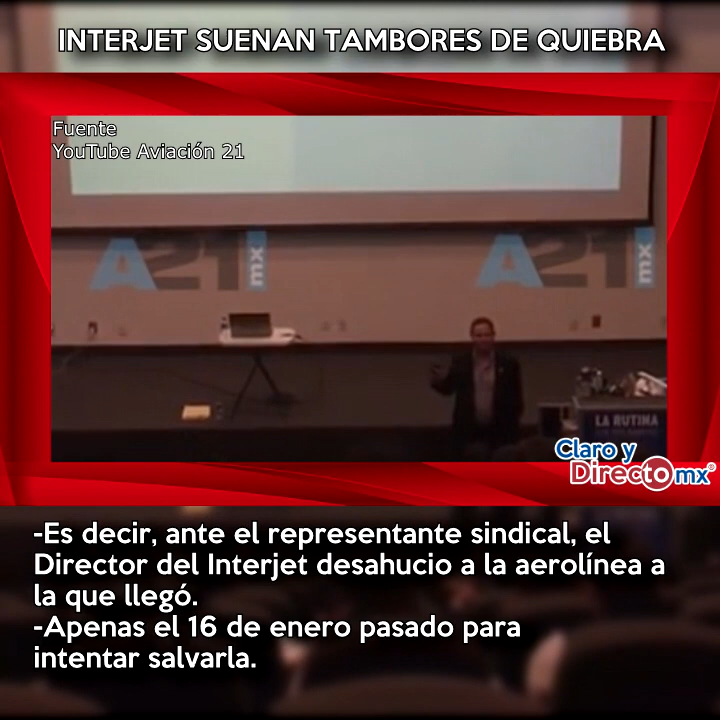 INTERJET SUENAN TAMBORES DE QUIEBRA
Fuente
YouTube Aviación 21
A21 mx
A21 mx
LA RUTINA
Claro y
Directo mx®
-Es decir, ante el representante sindical, el
Director del Interjet desahucio a la aerolínea a
la que llegó.
-Apenas el 16 de enero pasado para
intentar salvarla.